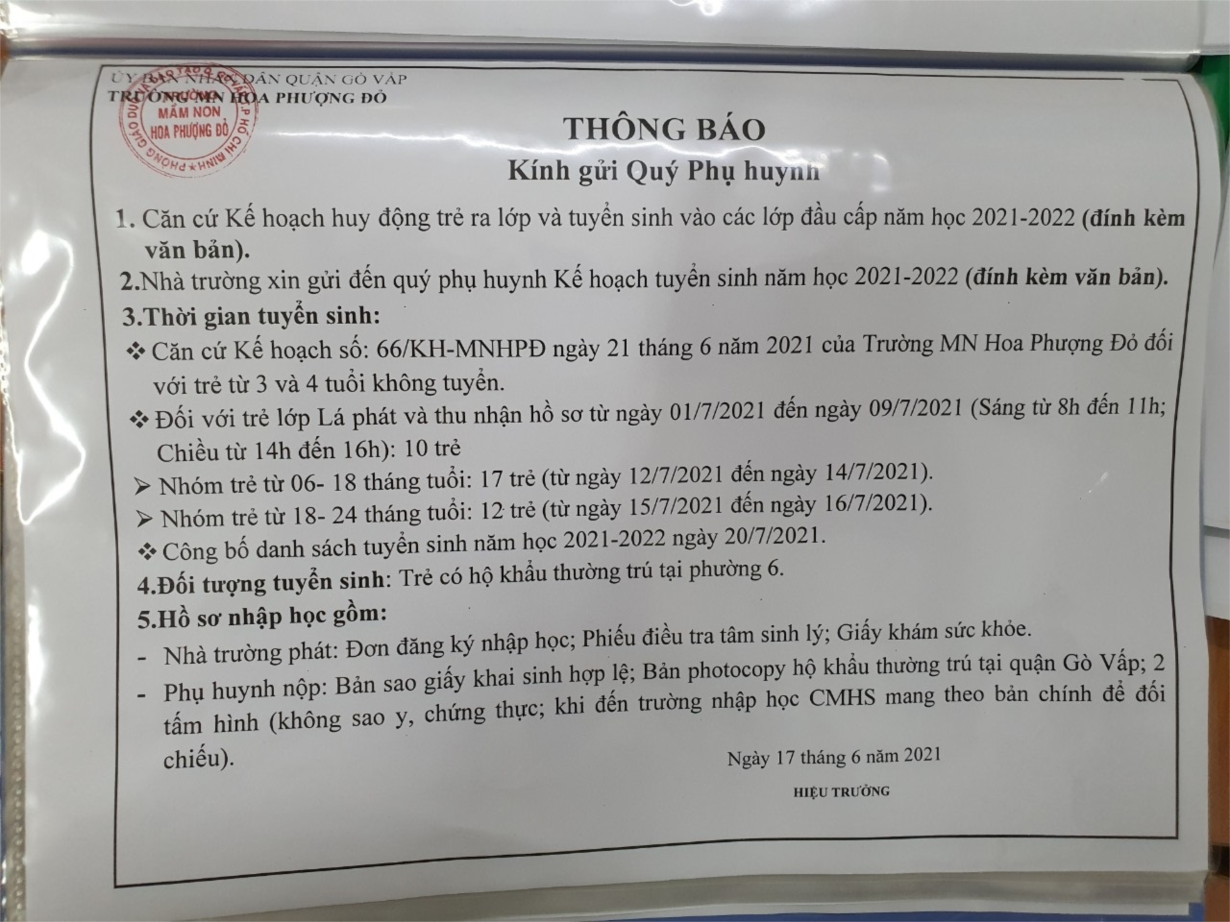 ỦY BAN NHÂN DÂN QUẬN GÒ VẤP
TRƯỜNG MN HOA PHƯỢNG ĐỎ
PHÒNG GIÁO DỤC VÀ ĐÀO TẠO Q. GÒ VẤP T.P HỒ CHÍ MINH
TRƯỜNG
MẦM NON
HOA PHƯỢNG ĐỎ
THÔNG BÁO
Kính gửi Quý Phụ huynh
1. Căn cứ Kế hoạch huy động trẻ ra lớp và tuyển sinh vào các lớp đầu cấp năm học 2021-2022 (đính kèm
văn bản).
2.Nhà trường xin gửi đến quý phụ huynh Kế hoạch tuyển sinh năm học 2021-2022 (đính kèm văn bản).
3.Thời gian tuyển sinh:
❖ Căn cứ Kế hoạch số: 66/KH-MNHPĐ ngày 21 tháng 6 năm 2021 của Trường MN Hoa Phượng Đỏ đối
với trẻ từ 3 và 4 tuổi không tuyển.
❖ Đối với trẻ lớp Lá phát và thu nhận hồ sơ từ ngày 01/7/2021 đến ngày 09/7/2021 (Sáng từ 8h đến 11h;
Chiều từ 14h đến 16h): 10 trẻ
➢ Nhóm trẻ từ 06- 18 tháng tuổi: 17 trẻ (từ ngày 12/7/2021 đến ngày 14/7/2021).
➢ Nhóm trẻ từ 18- 24 tháng tuổi: 12 trẻ (từ ngày 15/7/2021 đến ngày 16/7/2021).
❖ Công bố danh sách tuyển sinh năm học 2021-2022 ngày 20/7/2021.
4.Đối tượng tuyển sinh: Trẻ có hộ khẩu thường trú tại phường 6.
5.Hồ sơ nhập học gồm:
- Nhà trường phát: Đơn đăng ký nhập học; Phiếu điều tra tâm sinh lý; Giấy khám sức khỏe.
- Phụ huynh nộp: Bản sao giấy khai sinh hợp lệ; Bản photocopy hộ khẩu thường trú tại quận Gò Vấp; 2
tấm hình (không sao y, chứng thực; khi đến trường nhập học CMHS mang theo bản chính để đối
chiếu).
Ngày 17 tháng 6 năm 2021
HIỆU TRƯỞNG